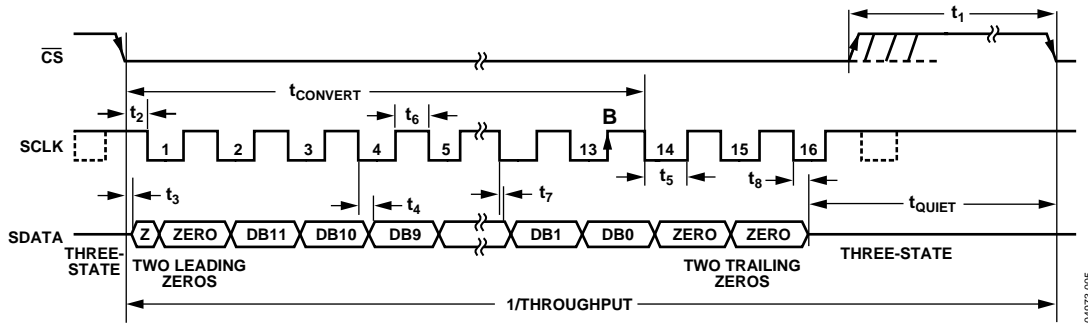 t1
CS
tCONVERT
t2
t6
B
SCLK
1
2
3
4
5
13
14
15
16
t3
t4
t7
t5
t8
tQUIET
SDATA
Z
ZERO
DB11
DB10
DB9
DB1
DB0
ZERO
ZERO
THREE-
STATE
TWO LEADING
ZEROS
TWO TRAILING
ZEROS
THREE-STATE
1/THROUGHPUT